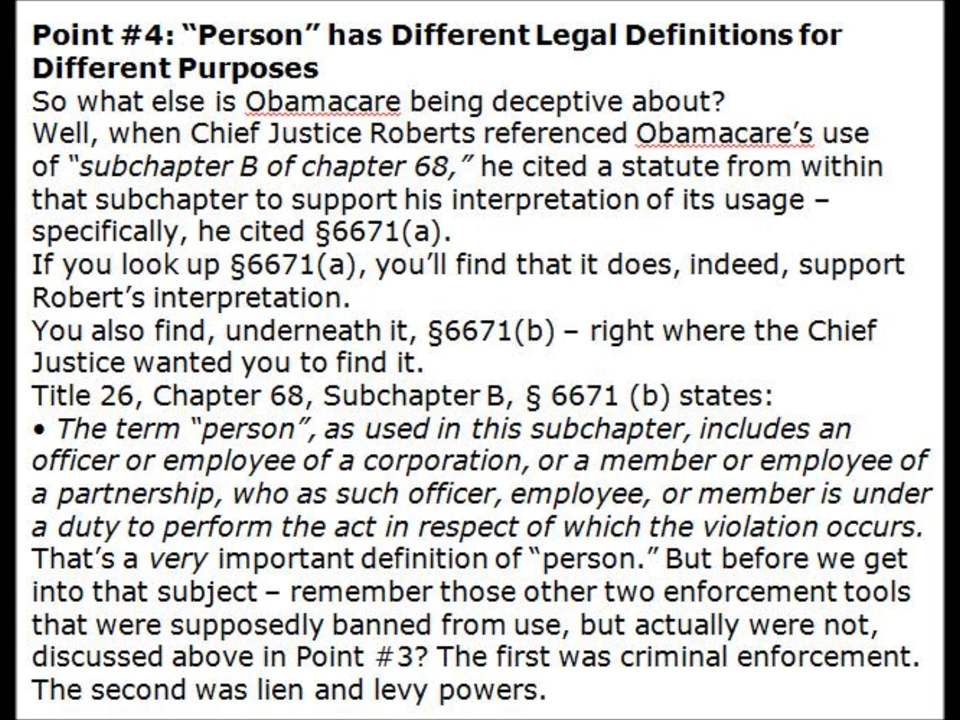 Point #4: “Person” has Different Legal Definitions for
Different Purposes
So what else is Obamacare being deceptive about?
Well, when Chief Justice Roberts referenced Obamacare’s use
of “subchapter B of chapter 68,” he cited a statute from within
that subchapter to support his interpretation of its usage –
specifically, he cited §6671(a).
If you look up §6671(a), you’ll find that it does, indeed, support
Robert’s interpretation.
You also find, underneath it, §6671(b) – right where the Chief
Justice wanted you to find it.
Title 26, Chapter 68, Subchapter B, § 6671 (b) states:
• The term “person”, as used in this subchapter, includes an
officer or employee of a corporation, or a member or employee of
a partnership, who as such officer, employee, or member is under
a duty to perform the act in respect of which the violation occurs.
That’s a very important definition of “person.” But before we get
into that subject – remember those other two enforcement tools
that were supposedly banned from use, but actually were not,
discussed above in Point #3? The first was criminal enforcement.
The second was lien and levy powers.